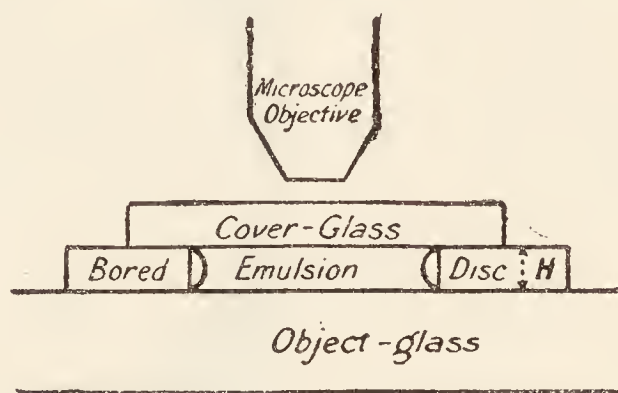 Microscope
Objective
Cover-Glass
Bored Emulsion Disc H
Object-glass